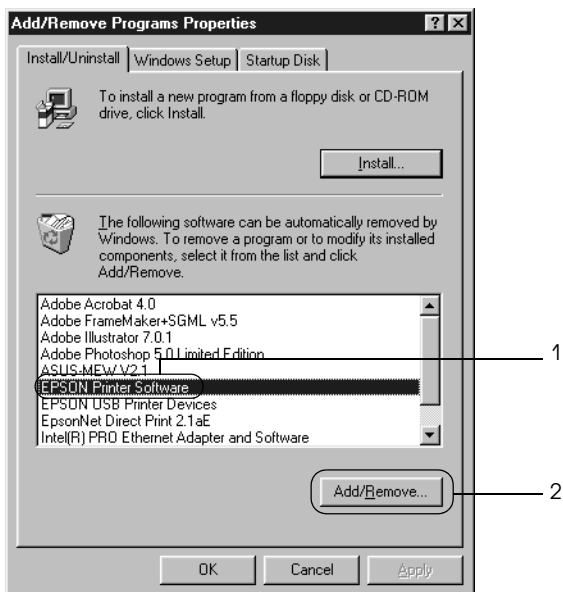 Add/Remove Programs Properties
Install/Uninstall Windows Setup Startup Disk
To install a new program from a floppy disk or CD-ROM
drive, click Install.
Install...
The following software can be automatically removed by
Windows. To remove a program or to modify its installed
components, select it from the list and click
Add/Remove.
Adobe Acrobat 4.0
Adobe FrameMaker+SGML v5.5
Adobe Illustrator 7.0.1
Adobe Photoshop 5.0 Limited Edition
ASUS-MEW V2.1
1
EPSON Printer Software
EPSON USB Printer Devices
EpsonNet Direct Print 2.1aE
Intel(R) PRO Ethernet Adapter and Software
Add/Remove...
2
OK Cancel Apply